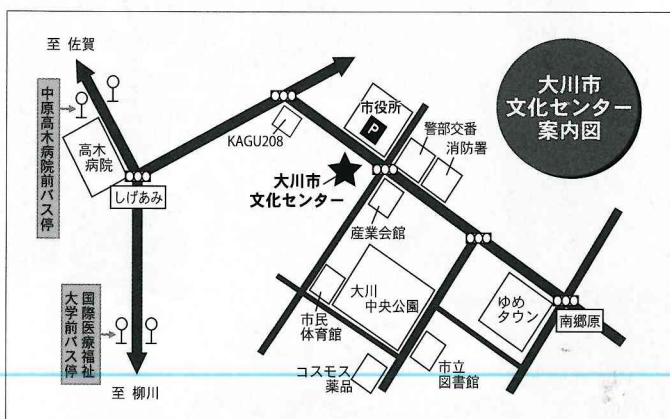 至 佐賀
中原高木病院前バス停
高木
病院
しげあみ
KAGU208
市役所
P
警部交番
消防署
大川市
文化センター
案内図
大川市
文化センター
産業会館
市民
体育館
大川
中央公園
ゆめ
タウン
南郷原
国際医療福祉
大学前バス停
至 柳川
コスモス
薬品
市立
図書館